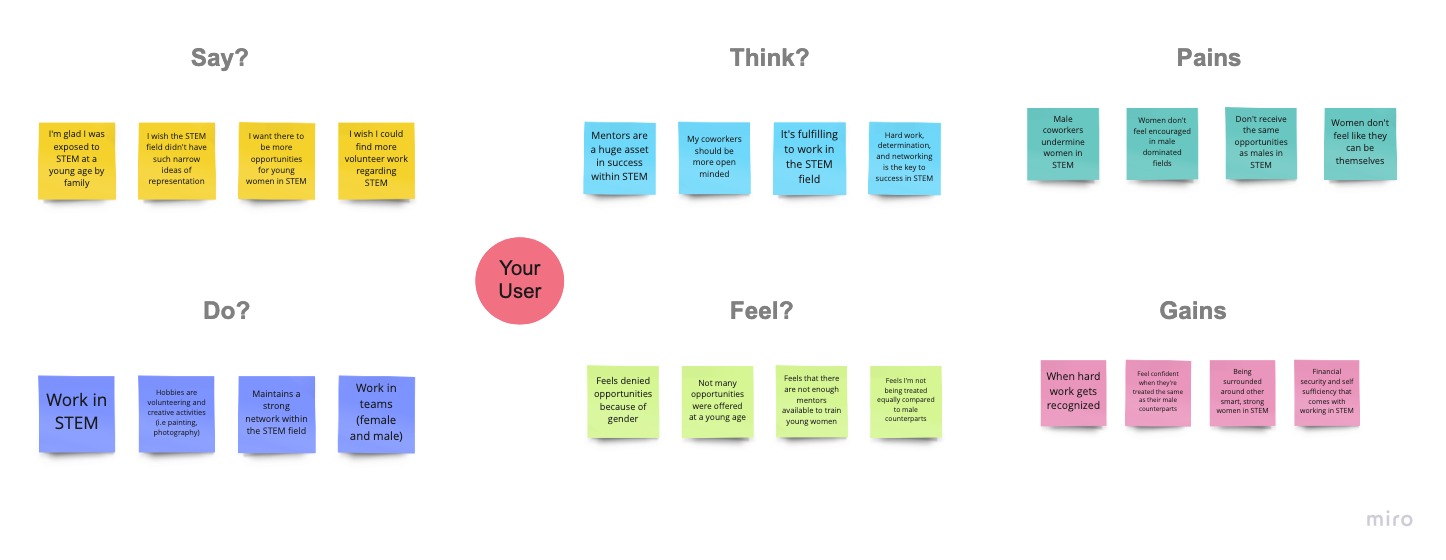 Say?
I'm glad I was
exposed to
STEM at a
young age by
family
I wish the STEM
field didn't have
such narrow
ideas of
representation
I want there to
be more
opportunities
for young
women in STEM
I wish I could
find more
volunteer work
regarding
STEM
Think?
Mentors are
a huge asset
in success
within STEM
My coworkers
should be
more open
minded
It's fulfilling
to work in
the STEM
field
Hard work,
determination,
and networking
is the key to
success in STEM
Pains
Male
coworkers
undermine
women in
STEM
Women don't
feel encouraged
in male
dominated
fields
Don't receive
the same
opportunities
as males in
STEM
Women don't
feel like they
can be
themselves
Your
User
Do?
Work in
STEM
Hobbies are
volunteering and
creative activities
(i.e painting,
photography)
Maintains a
strong
network within
the STEM field
Work in
teams
(female
and male)
Feel?
Feels denied
opportunities
because of
gender
Not many
opportunities
were offered
at a young age
Feels that there
are not enough
mentors
available to train
young women
Feels I'm not
being treated
equally compared
to male
counterparts
Gains
When hard
work gets
recognized
Feel confident
when they're
treated the same
as their male
counterparts
Being
surrounded
around other
smart, strong
women in STEM
Financial
security and self
sufficiency that
comes with
working in STEM
miro